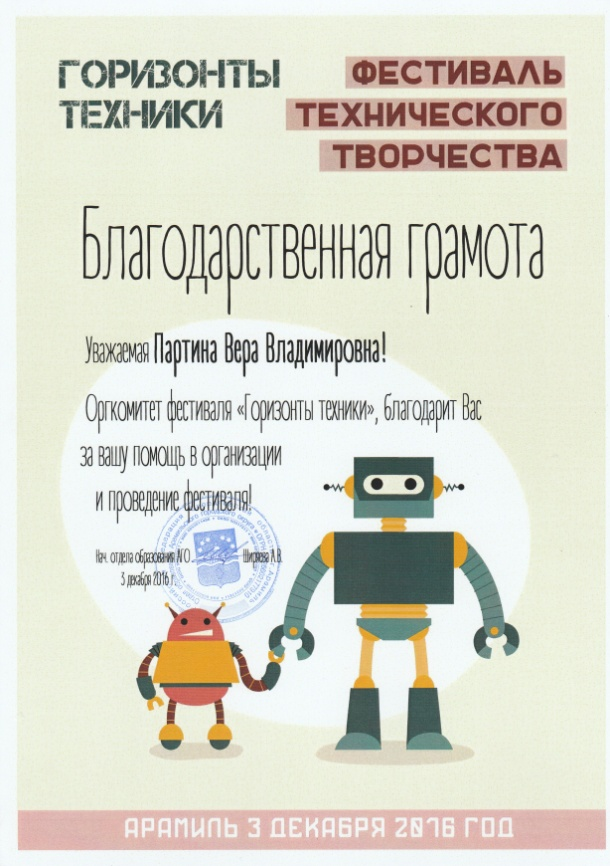 ГОРИЗОНТЫ
ТЕХНИКИ
ФЕСТИВАЛЬ
ТЕХНИЧЕСКОГО
ТВОРЧЕСТВА
Благодарственная грамота
Уважаемая Партина Вера Владимировна!
Оргкомитет фестиваля «Горизонты техники», благодарит Вас
за вашу помощь в организации
и проведение фестиваля!
Нач. отдела образования АГО Ширяева А.В.
3 декабря 2016 г.
АРАМИЛЬ 3 ДЕКАБРЯ 2016 ГОД